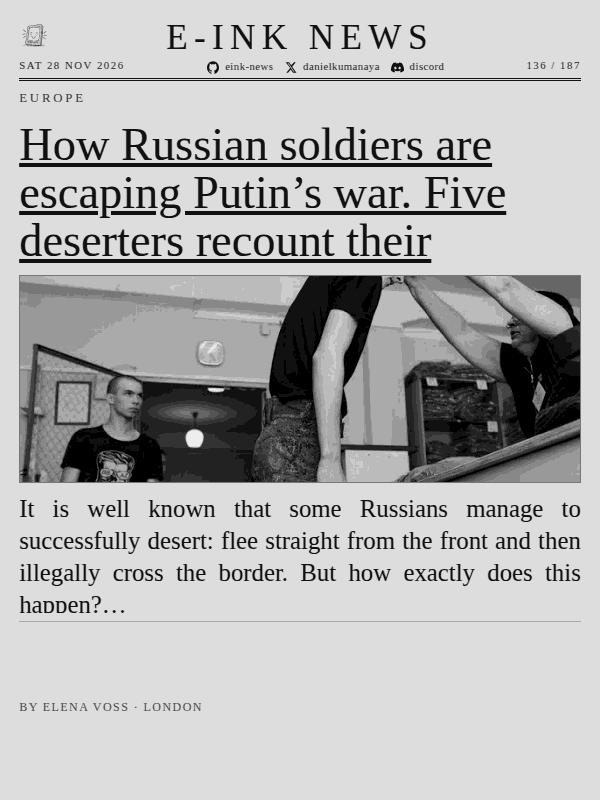 E-INK NEWS
SAT 28 NOV 2026
eink-news
danielkumanaya
discord
136 / 187
EUROPE
How Russian soldiers are
escaping Putin’s war. Five
deserters recount their
It is well known that some Russians manage to
successfully desert: flee straight from the front and then
illegally cross the border. But how exactly does this
happen?…
BY ELENA VOSS · LONDON